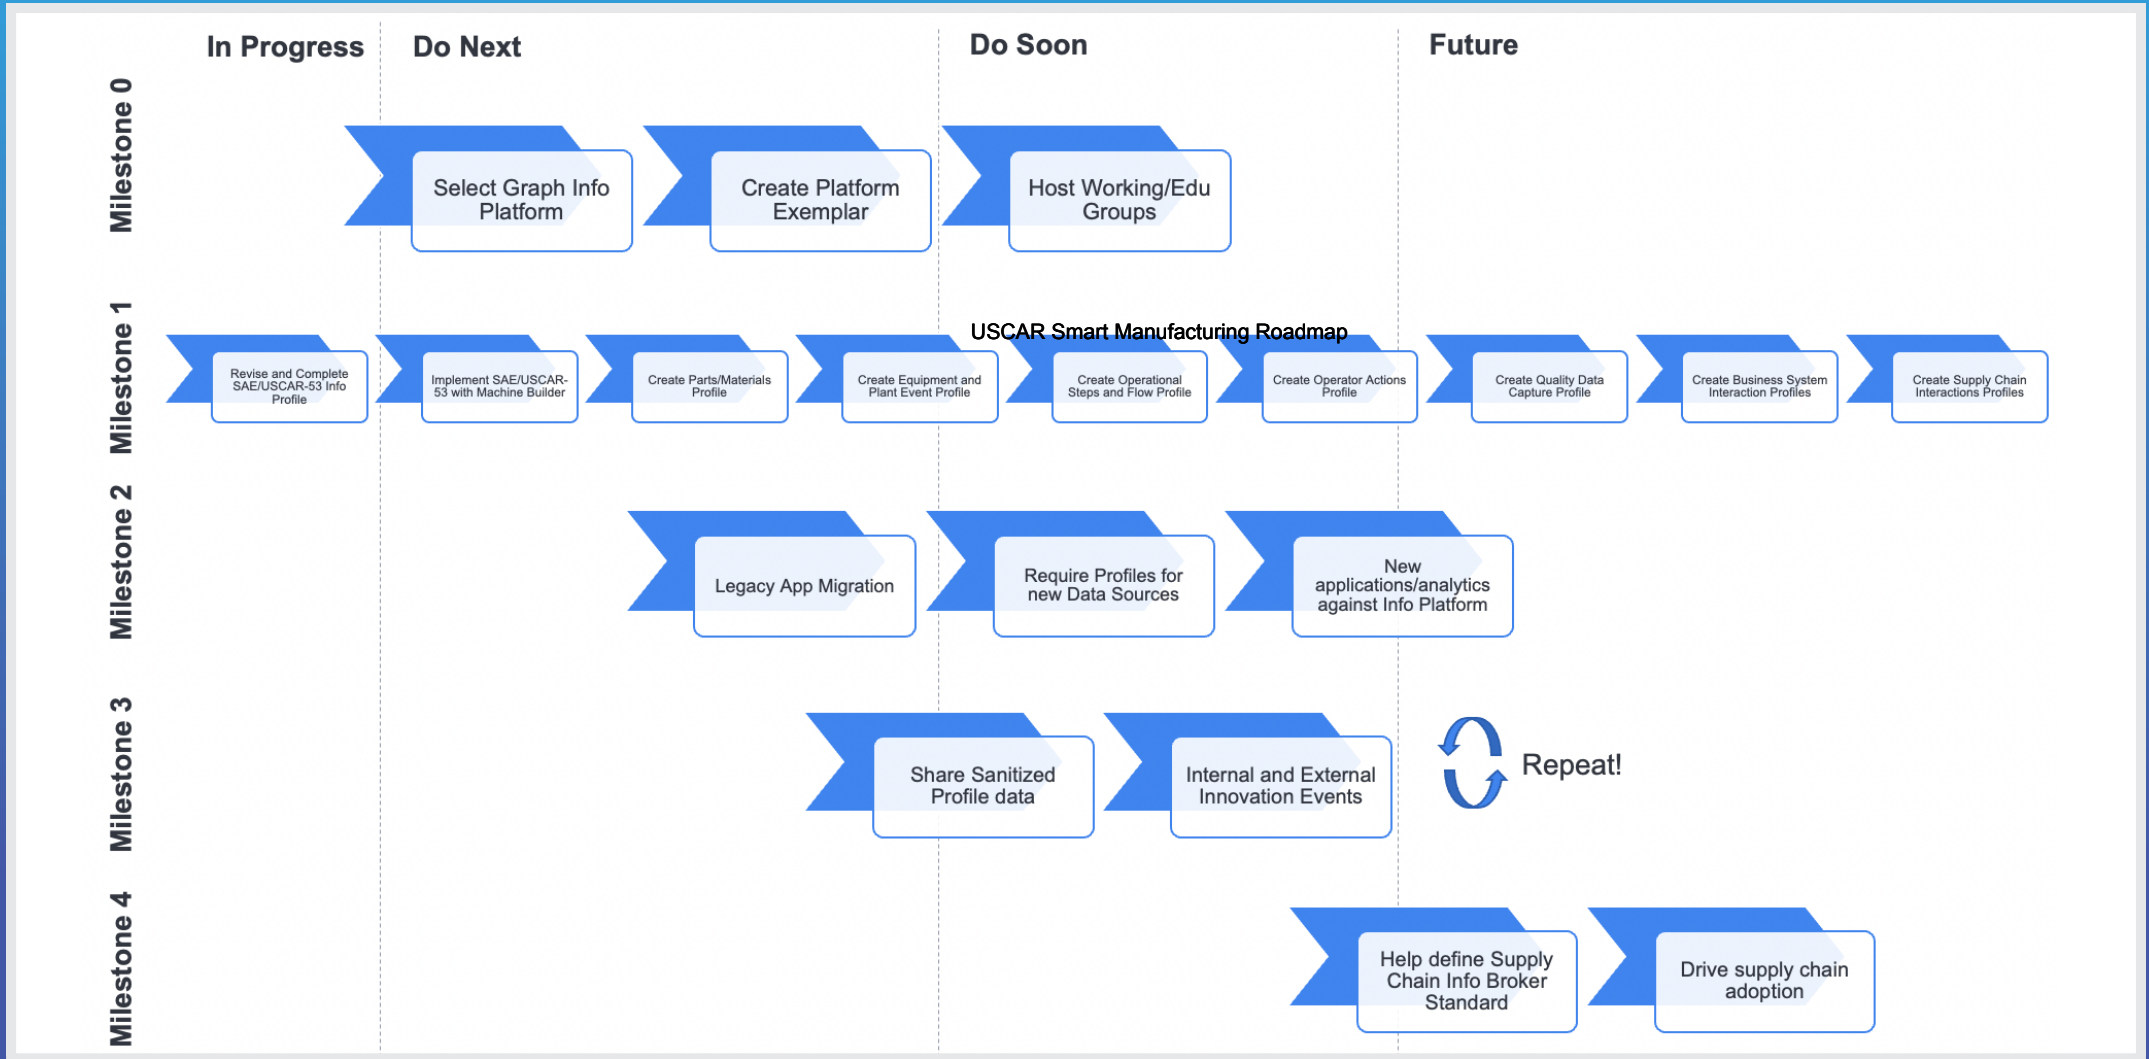 In Progress
Do Next
Do Soon
Future
Milestone 0
Select Graph Info
Platform
Create Platform
Exemplar
Host Working/Edu
Groups
Milestone 1
USCAR Smart Manufacturing Roadmap
Revise and Complete
SAE/USCAR-53 Info
Profile
Implement SAE/USCAR-
53 with Machine Builder
Create Parts/Materials
Profile
Create Equipment and
Plant Event Profile
Create Operational
Steps and Flow Profile
Create Operator Actions
Profile
Create Quality Data
Capture Profile
Create Business System
Interaction Profiles
Create Supply Chain
Interactions Profiles
Milestone 2
Legacy App Migration
Require Profiles for
new Data Sources
New
applications/analytics
against Info Platform
Milestone 3
Share Sanitized
Profile data
Internal and External
Innovation Events
Repeat!
Milestone 4
Help define Supply
Chain Info Broker
Standard
Drive supply chain
adoption